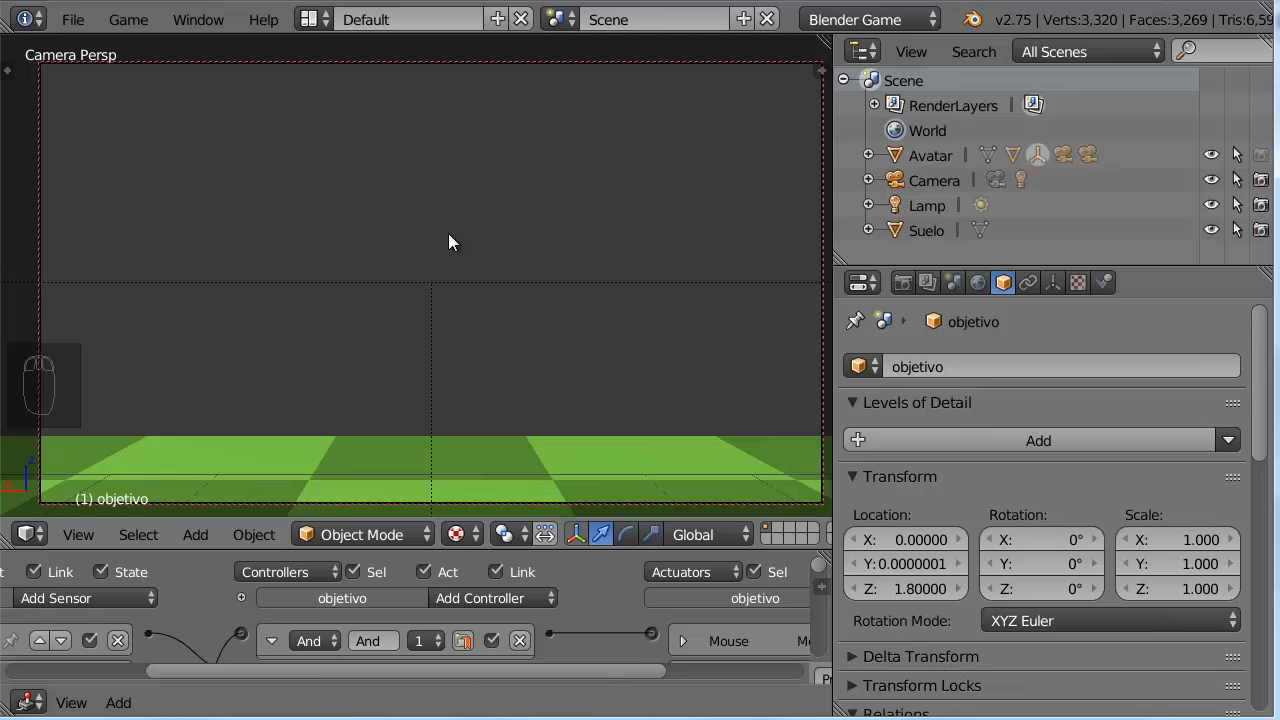 File Game Window Help Default Scene Blender Game v2.75 | Verts:3,320 | Faces:3,269 | Tris:6,59
Camera Persp
View Search All Scenes
Scene
RenderLayers
World
Avatar
Camera
Lamp
Suelo
objetivo
objetivo
Levels of Detail
Add
Transform
Location: Rotation: Scale:
X: 0.00000 X: 0° X: 1.000
Y: 0.0000001 Y: 0° Y: 1.000
Z: 1.80000 Z: 0° Z: 1.000
Rotation Mode: XYZ Euler
Delta Transform
Transform Locks
Relations
x z
(1) objetivo
View Select Add Object Object Mode Global
t Link State Controllers Sel Act Link Actuators Sel
Add Sensor objetivo Add Controller objetivo
And And 1 Mouse Mo
View Add